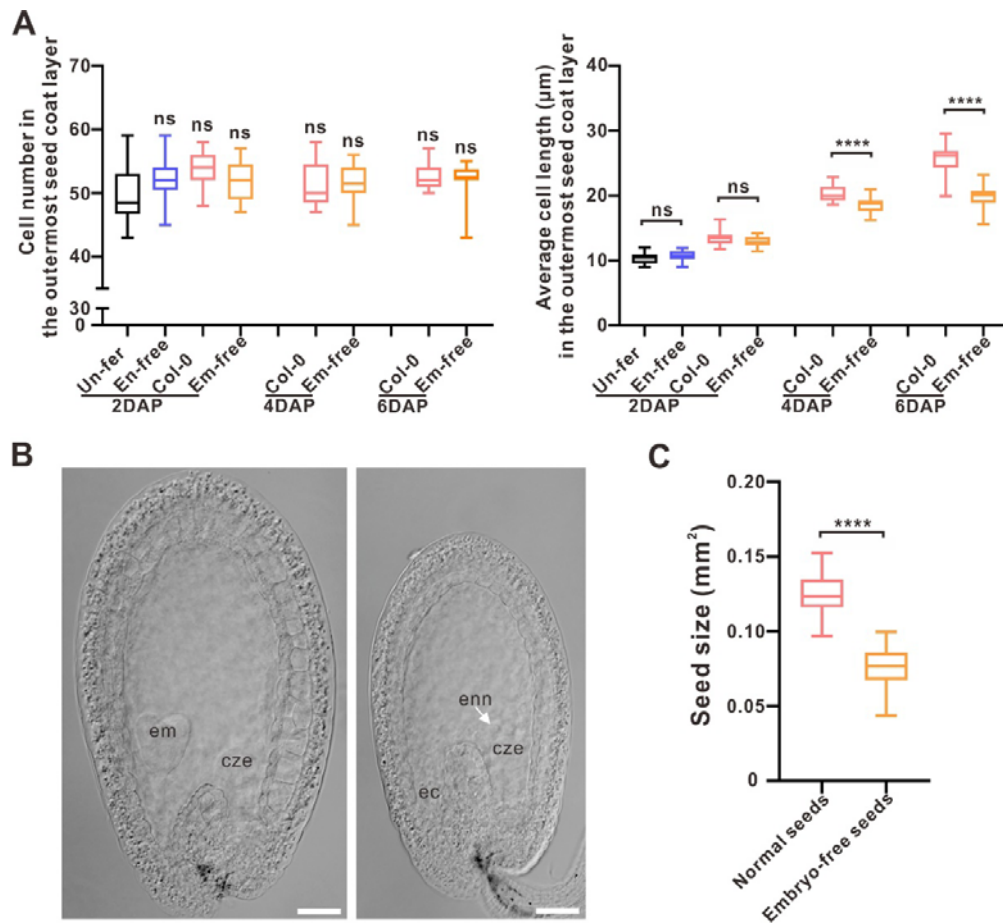 A
Cell number in
the outermost seed coat layer
70
60
50
40
30
0
ns
ns
ns
ns
ns
ns
ns
Un-fer
En-free
Col-0
Em-free
Col-0
Em-free
Col-0
Em-free
2DAP
4DAP
6DAP
Average cell length (μm)
in the outermost seed coat layer
40
30
20
10
0
ns
ns
****
****
Un-fer
En-free
Col-0
Em-free
Col-0
Em-free
Col-0
Em-free
2DAP
4DAP
6DAP
B
em
cze
enn
cze
ec
C
Seed size (mm²)
0.20
0.15
0.10
0.05
0
****
Normal seeds
Embryo-free seeds